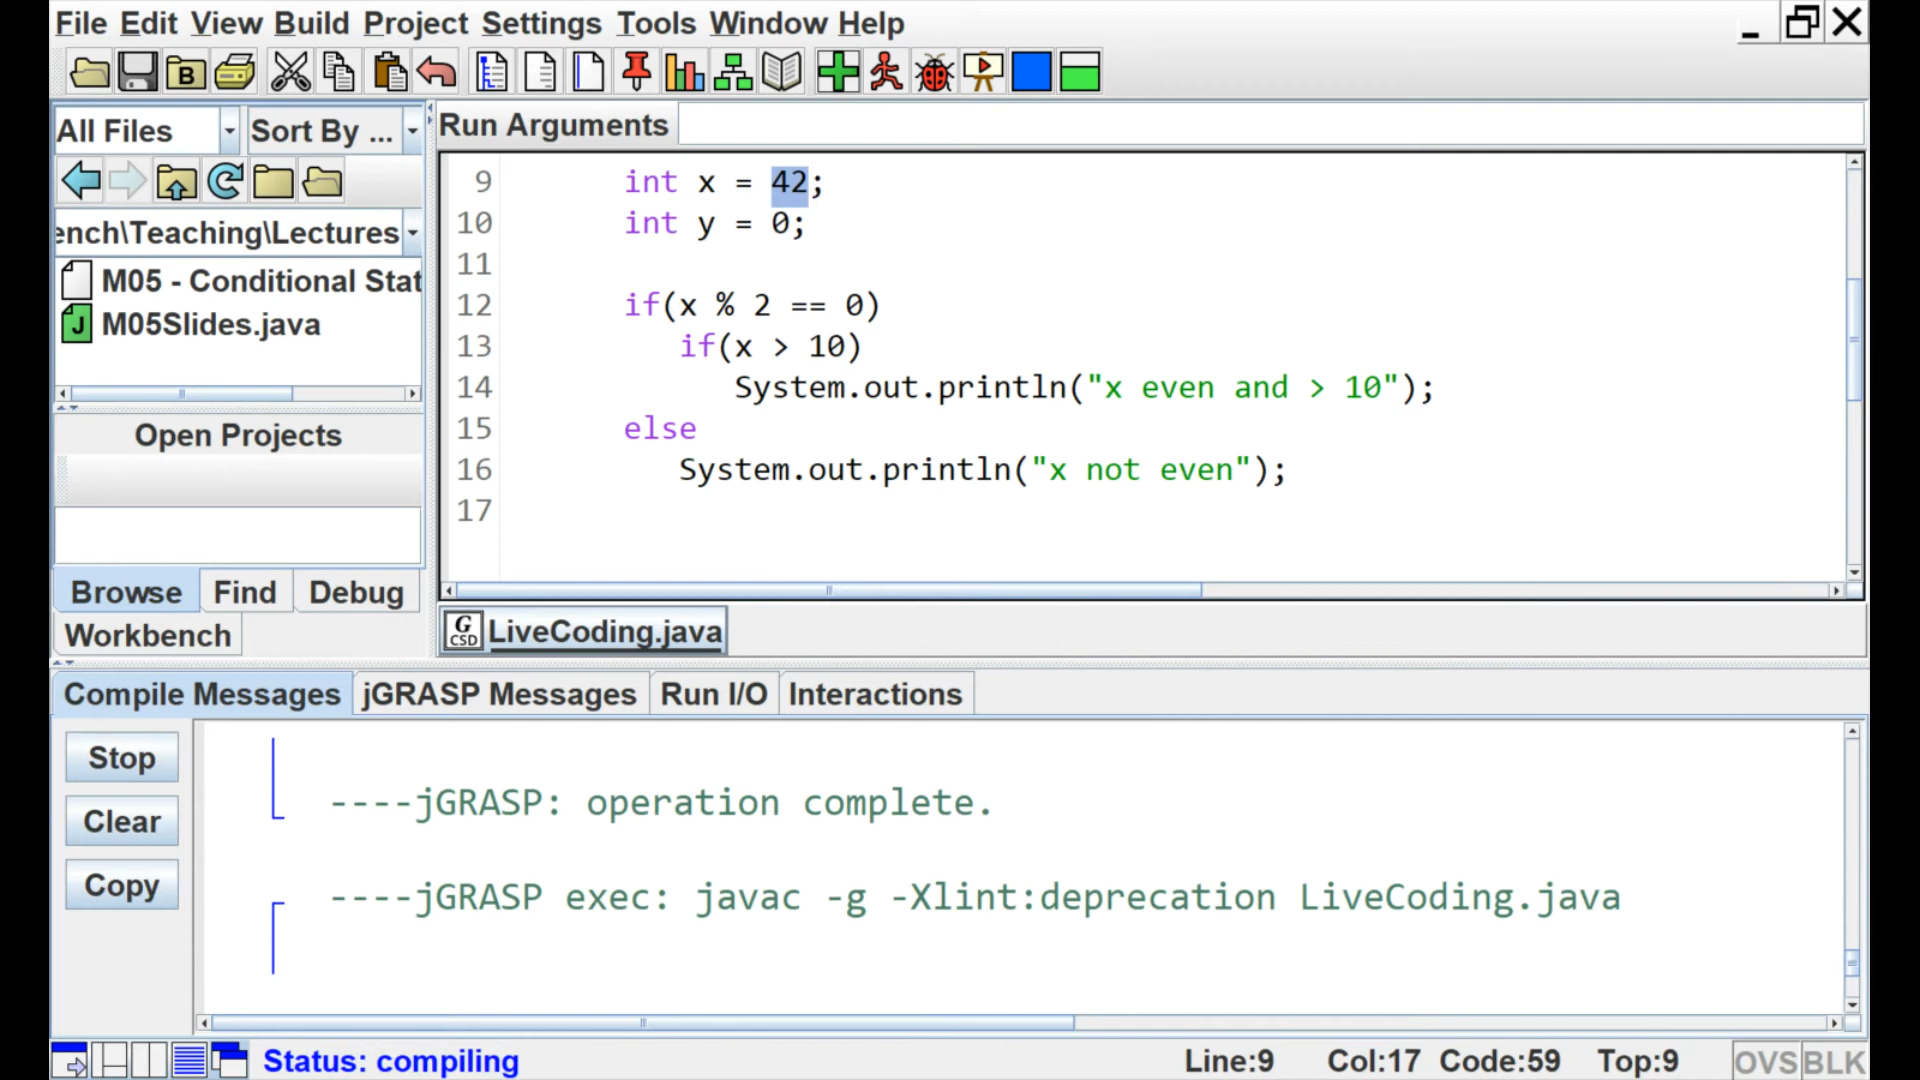 File Edit View Build Project Settings Tools Window Help
B
All Files Sort By ...
Run Arguments
ench\Teaching\Lectures
M05 - Conditional Stat
J M05Slides.java
Open Projects
Browse Find Debug
Workbench
9 int x = 42;
10 int y = 0;
11
12 if(x % 2 == 0)
13 if(x > 10)
14 System.out.println("x even and > 10");
15 else
16 System.out.println("x not even");
17
G CSD LiveCoding.java
Compile Messages jGRASP Messages Run I/O Interactions
Stop
Clear
Copy
----jGRASP: operation complete.
----jGRASP exec: javac -g -Xlint:deprecation LiveCoding.java
Status: compiling Line:9 Col:17 Code:59 Top:9 OVS BLK